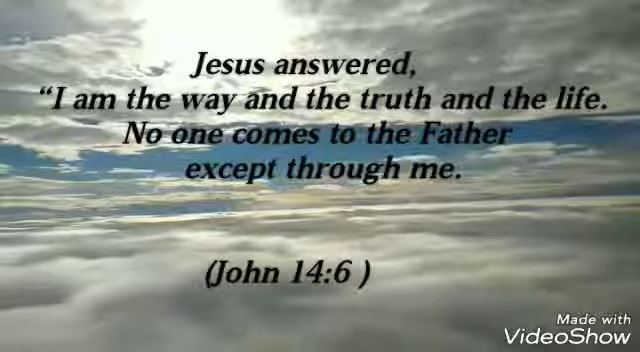 Jesus answered,
“I am the way and the truth and the life.
No one comes to the Father
except through me.
(John 14:6 )
Made with
VideoShow